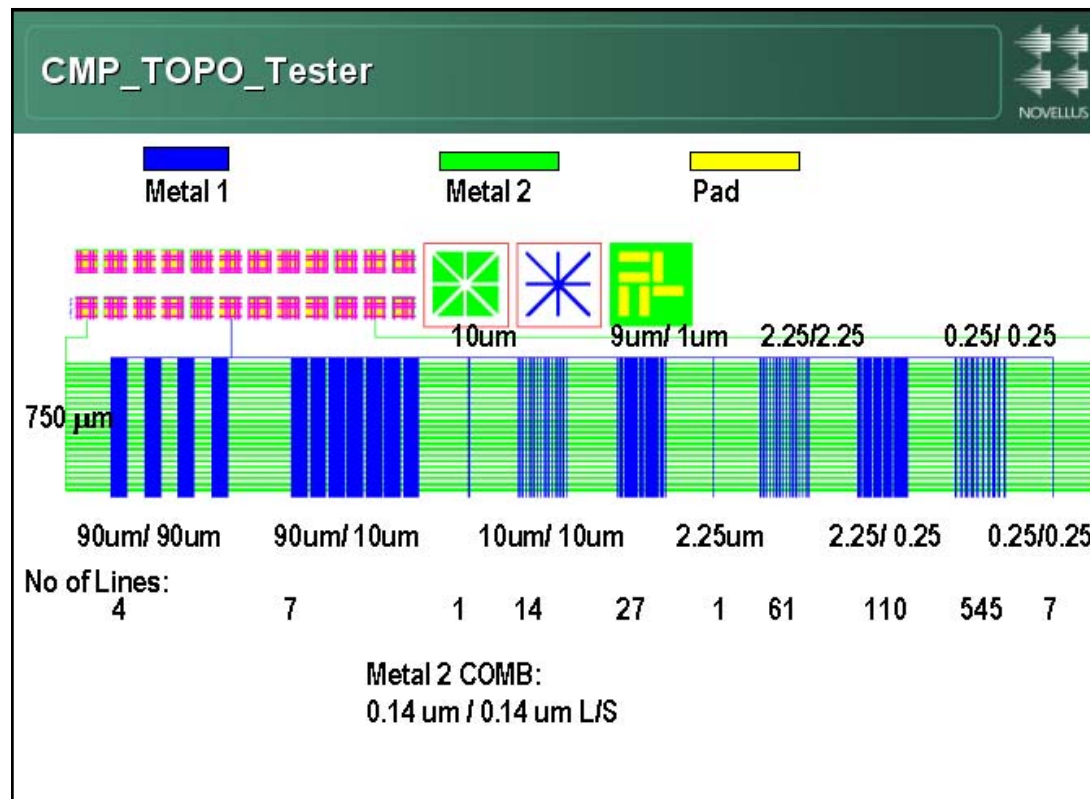 CMP_TOPO_Tester
NOVELLUS
Metal 1 Metal 2 Pad
10um 9um/ 1um 2.25/2.25 0.25/ 0.25
750 μm
90um/ 90um 90um/ 10um 10um/ 10um 2.25um 2.25/ 0.25 0.25/0.25
No of Lines:
4 7 1 14 27 1 61 110 545 7
Metal 2 COMB:
0.14 um / 0.14 um L/S